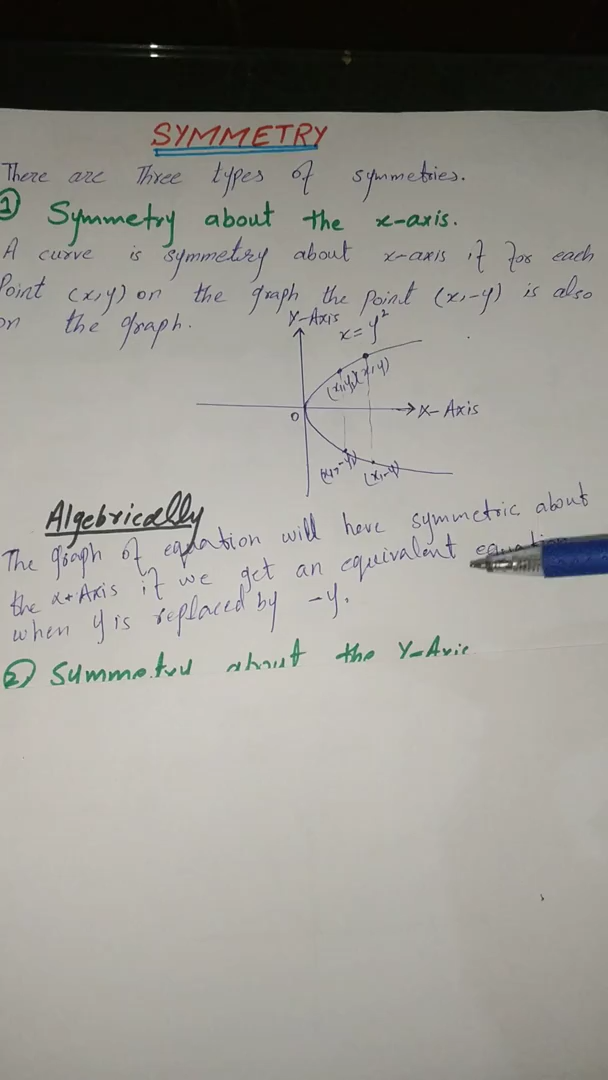 SYMMETRY
There are Three types of symmetries.
① Symmetry about the x-axis.
A curve is symmetry about x-axis if for each
Point (x,y) on the graph the point (x,-y) is also
on the graph.
Y-Axis
x = y²
(x,y)
(x,y)
O
X-Axis
(x,-y)
(x,-y)
Algebrically
The graph of equation will have symmetric about
the x-Axis if we get an equivalent equation
when y is replaced by -y.
② Symmetry about the Y-Axis